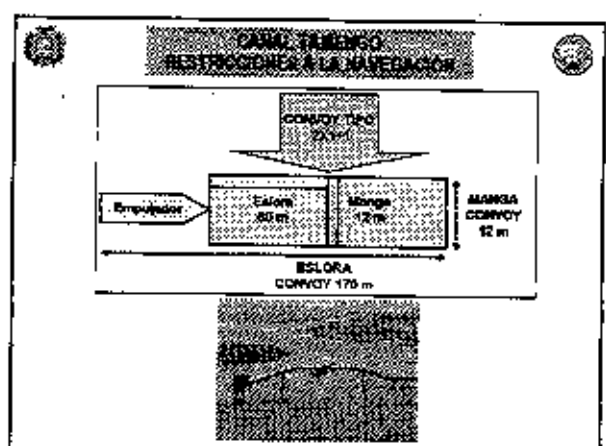 CANAL TAMENGO
RESTRICCIONES A LA NAVEGACIÓN
CONVOY TIPO
Empujador
Eslora
60 m
Manga
12 m
MANGA
CONVOY
12 m
ESLORA
CONVOY 170 m